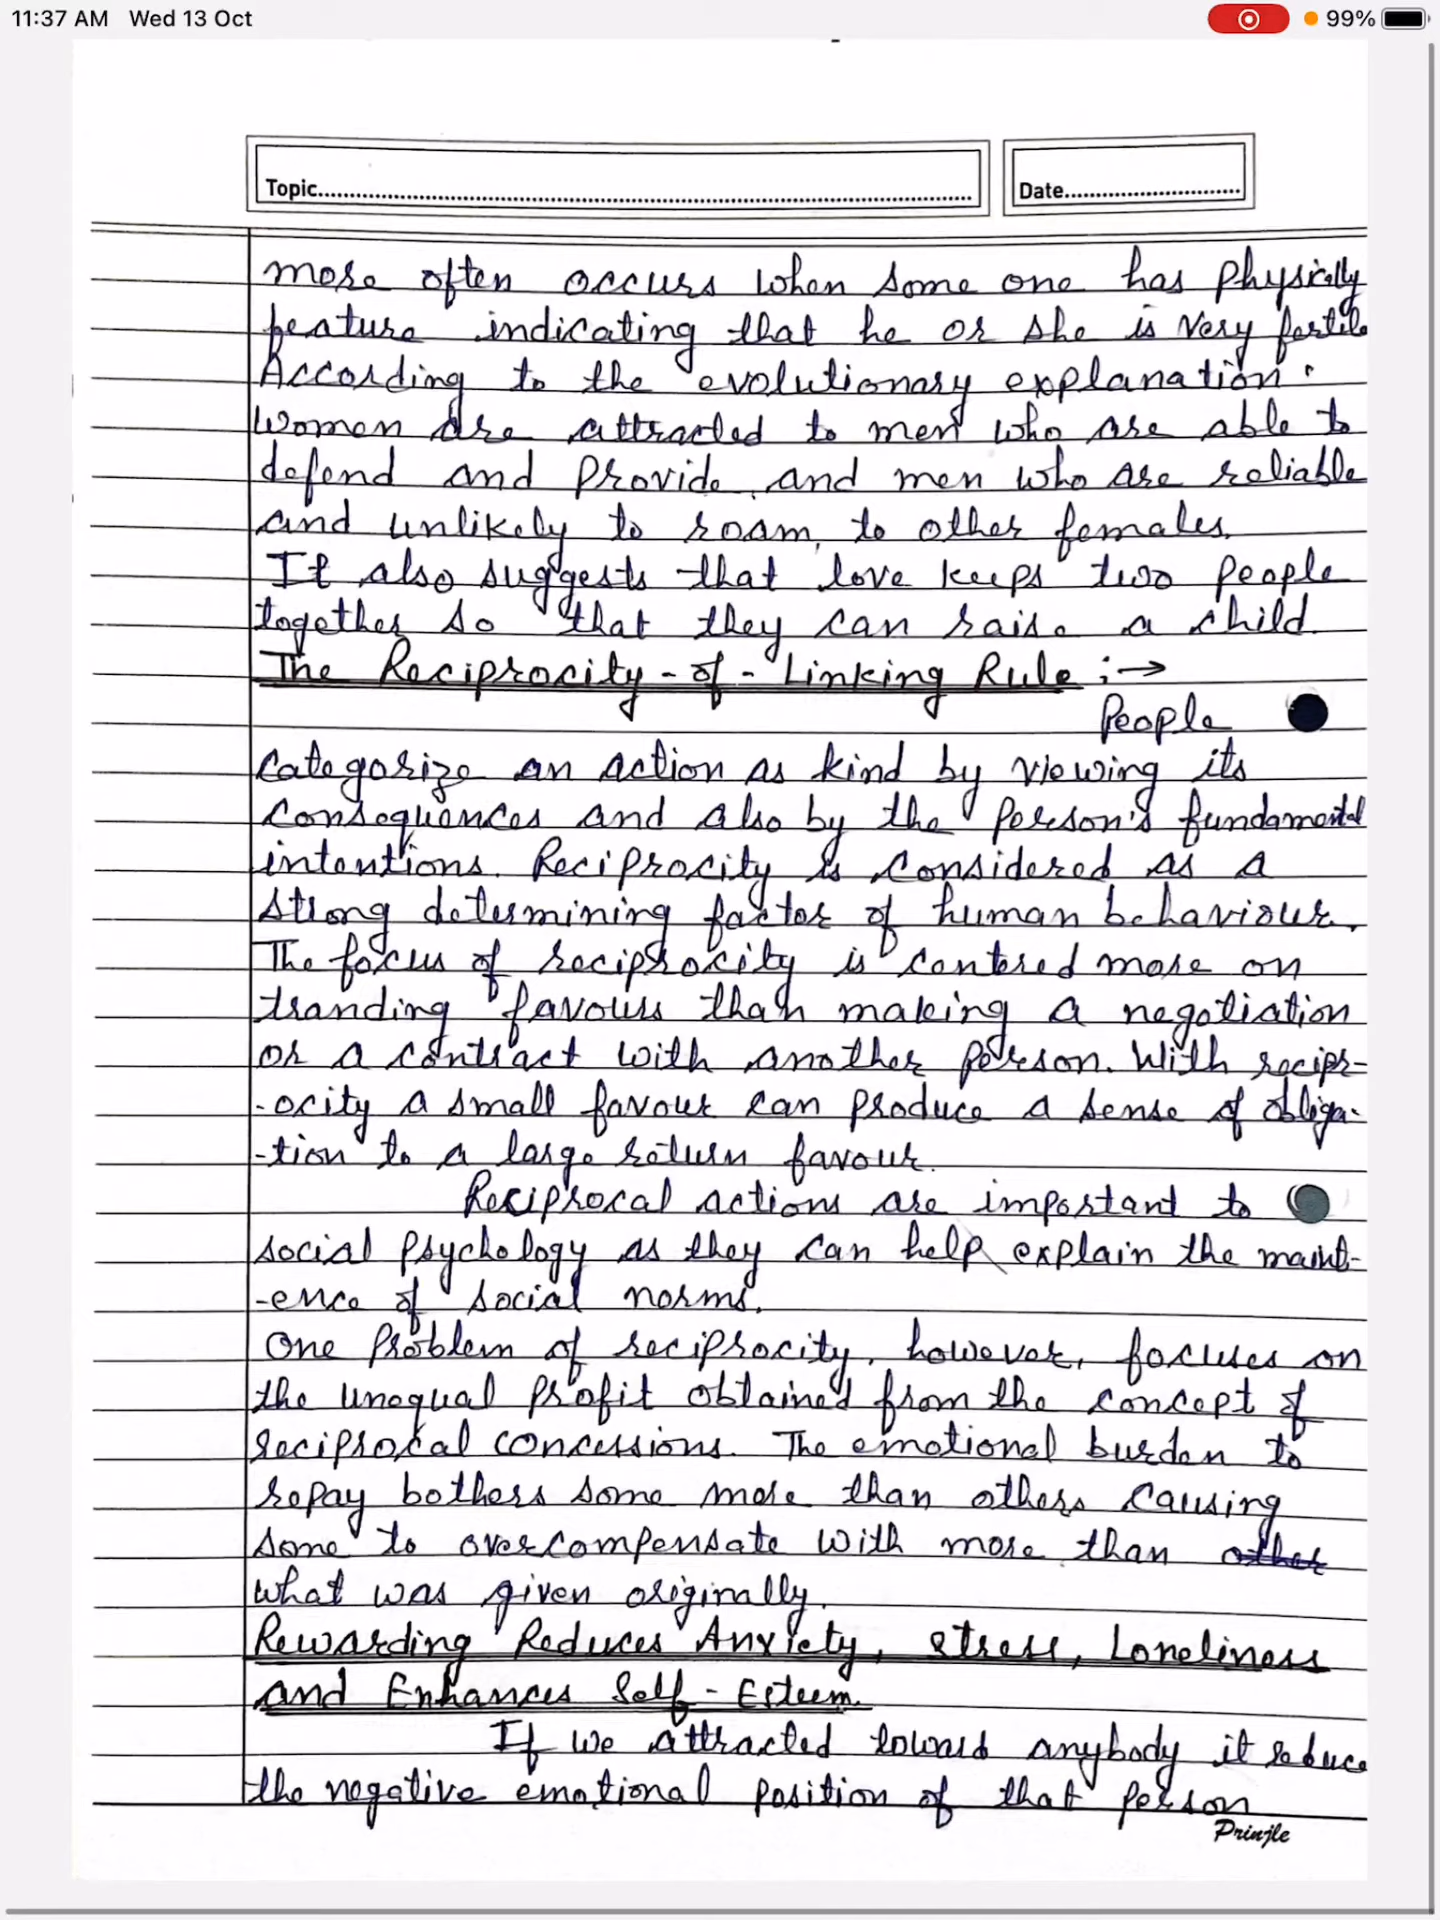 11:37 AM Wed 13 Oct
99%
Topic
Date
more often occurs when some one has physically
feature indicating that he or she is very fertile
According to the evolutionary explanation.
women are attracted to men who are able to
defend and provide and men who are reliable
and unlikely to roam, to other females.
It also suggests that love keeps two people
together so that they can raise a child.
The Reciprocity-of-Linking Rule :→
People
categorize an action as kind by viewing its
consequences and also by the person's fundamental
intentions. Reciprocity is considered as a
strong determining factor of human behaviour.
The focus of reciprocity is centered more on
tranding favours than making a negotiation
or a contract with another person. With recipr-
-ocity a small favour can produce a sense of obliga-
-tion to a large return favour.
Reciprocal actions are important to
social psychology as they can help explain the maint-
-ence of social norms.
One problem of reciprocity, however, focuses on
the unequal profit obtained from the concept of
reciprocal concessions. The emotional burden to
repay bothers some more than others causing
some to overcompensate with more than other
what was given originally.
Rewarding Reduces Anxiety, stress, Loneliness
and Enhances Self-Esteem.
If we attracted toward anybody it reduce
the negative emotional position of that person
Prinjle